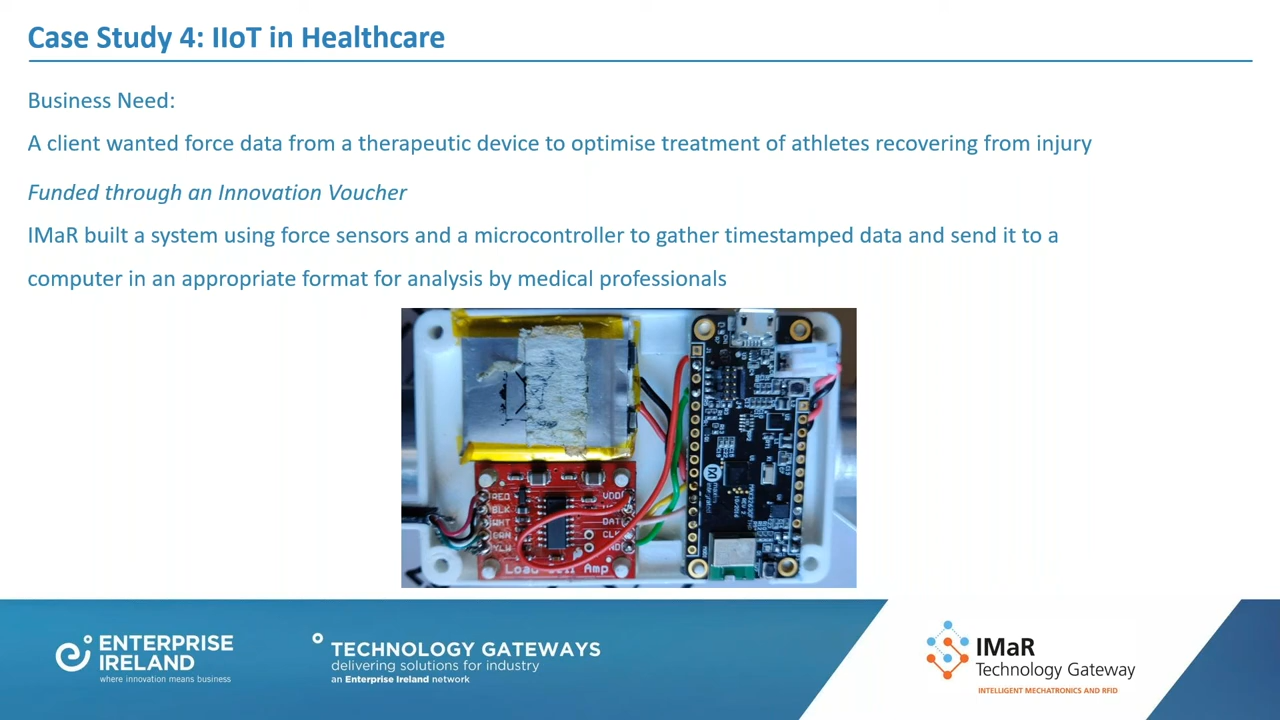 Case Study 4: IIoT in Healthcare
Business Need:
A client wanted force data from a therapeutic device to optimise treatment of athletes recovering from injury
Funded through an Innovation Voucher
IMaR built a system using force sensors and a microcontroller to gather timestamped data and send it to a
computer in an appropriate format for analysis by medical professionals
RED
BLK
WHT
YLW
VDD
DAT
Amp
maxim
integrated
ENTERPRISE
IRELAND
where innovation means business
TECHNOLOGY GATEWAYS
delivering solutions for industry
an Enterprise Ireland network
IMaR
Technology Gateway
INTELLIGENT MECHATRONICS AND RFID